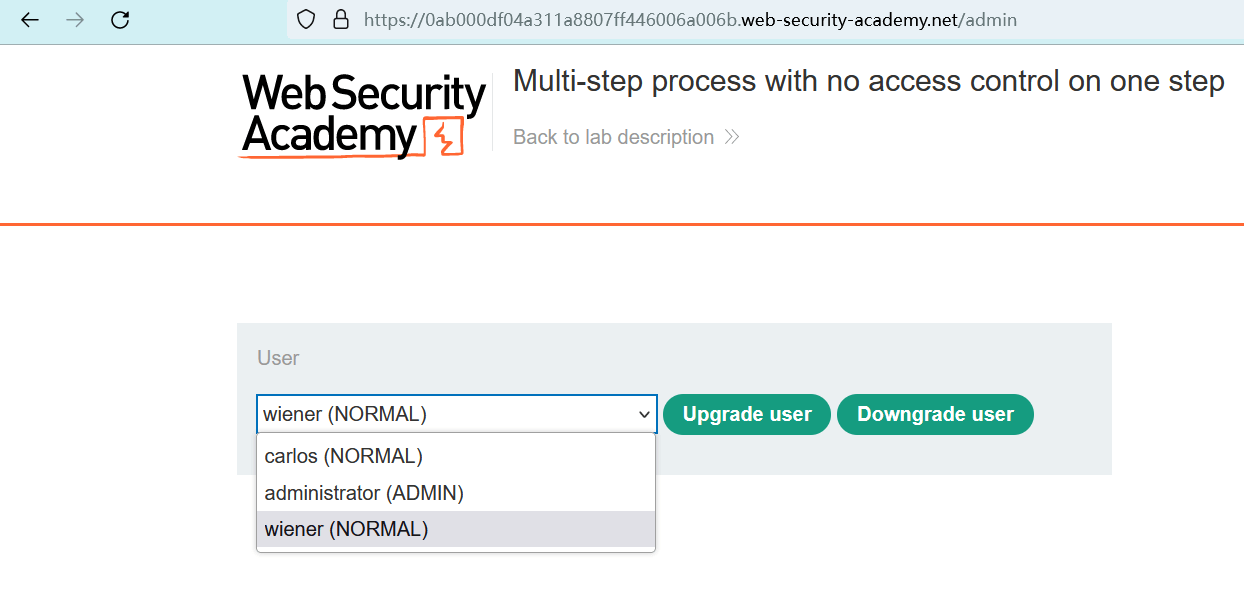 https://0ab000df04a311a8807ff446006a006b.web-security-academy.net/admin
Web Security
Academy
Multi-step process with no access control on one step
Back to lab description
User
wiener (NORMAL)
Upgrade user
Downgrade user
carlos (NORMAL)
administrator (ADMIN)
wiener (NORMAL)